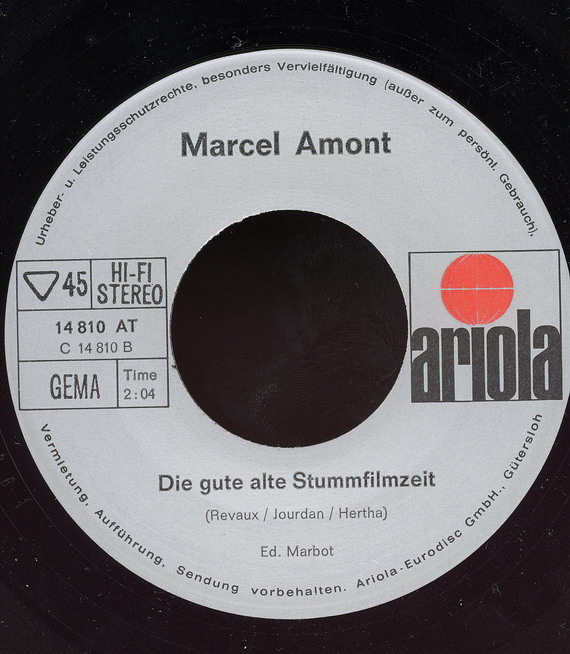 Urheber- u. Leistungsschutzrechte, besonders Vervielfältigung (außer zum persönl. Gebrauch),
Marcel Amont
45
HI-FI
STEREO
14 810 AT
C 14 810 B
GEMA
Time
2:04
ariola
Die gute alte Stummfilmzeit
(Revaux / Jourdan / Hertha)
Ed. Marbot
Vermietung, Aufführung, Sendung vorbehalten. Ariola-Eurodisc GmbH., Gütersloh